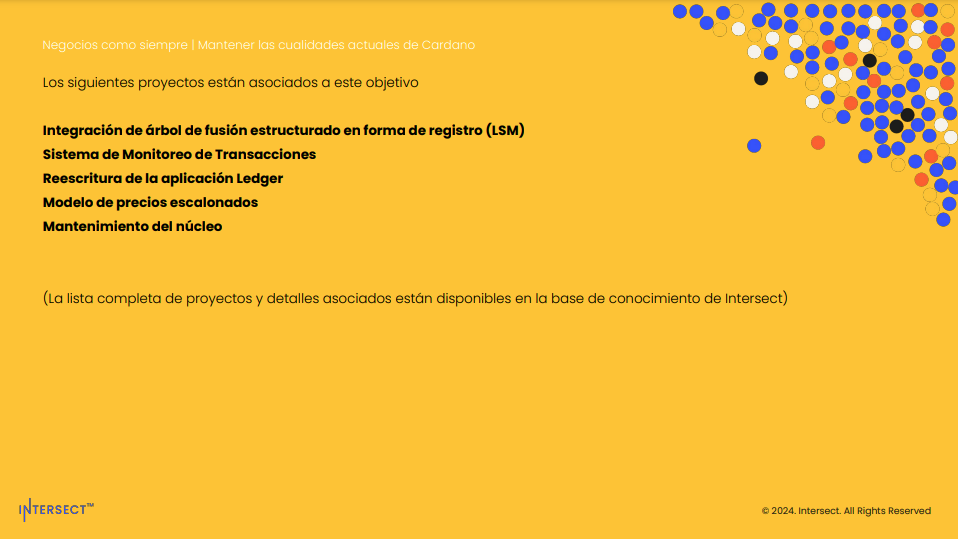 Negocios como siempre | Mantener las cualidades actuales de Cardano
Los siguientes proyectos están asociados a este objetivo
Integración de árbol de fusión estructurado en forma de registro (LSM)
Sistema de Monitoreo de Transacciones
Reescritura de la aplicación Ledger
Modelo de precios escalonados
Mantenimiento del núcleo
(La lista completa de proyectos y detalles asociados están disponibles en la base de conocimiento de Intersect)
INTERSECT™
© 2024. Intersect. All Rights Reserved